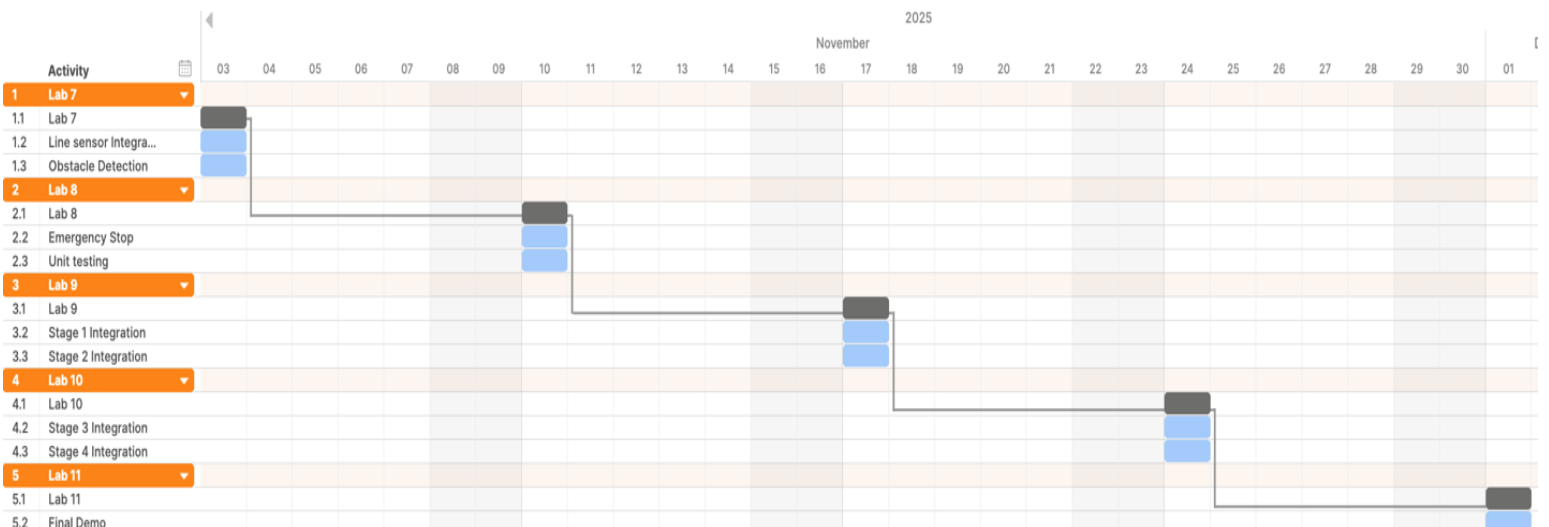 2025
November D
Activity 03 04 05 06 07 08 09 10 11 12 13 14 15 16 17 18 19 20 21 22 23 24 25 26 27 28 29 30 01
1 Lab 7
1.1 Lab 7
1.2 Line sensor Integra...
1.3 Obstacle Detection
2 Lab 8
2.1 Lab 8
2.2 Emergency Stop
2.3 Unit testing
3 Lab 9
3.1 Lab 9
3.2 Stage 1 Integration
3.3 Stage 2 Integration
4 Lab 10
4.1 Lab 10
4.2 Stage 3 Integration
4.3 Stage 4 Integration
5 Lab 11
5.1 Lab 11
5.2 Final Demo